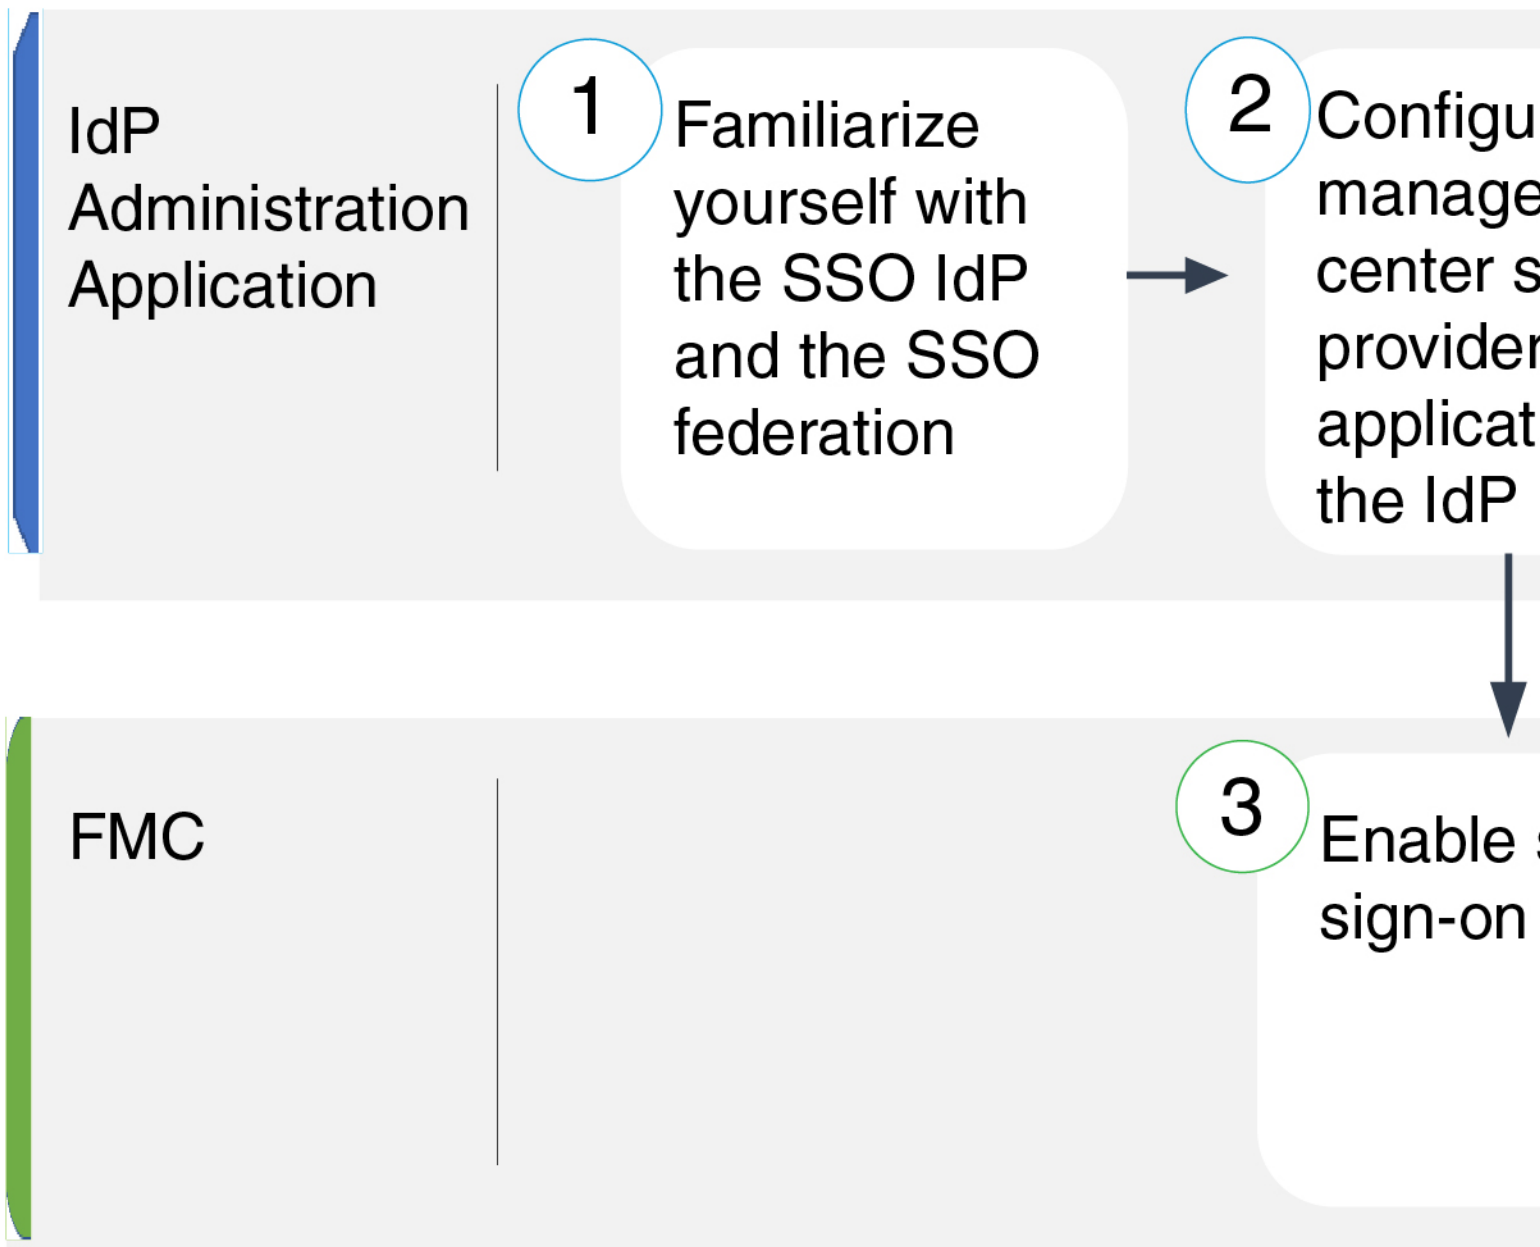 IdP
Administration
Application
1
Familiarize
yourself with
the SSO IdP
and the SSO
federation
2
Configu
manage
center s
provider
applicat
the IdP
FMC
3
Enable s
sign-on